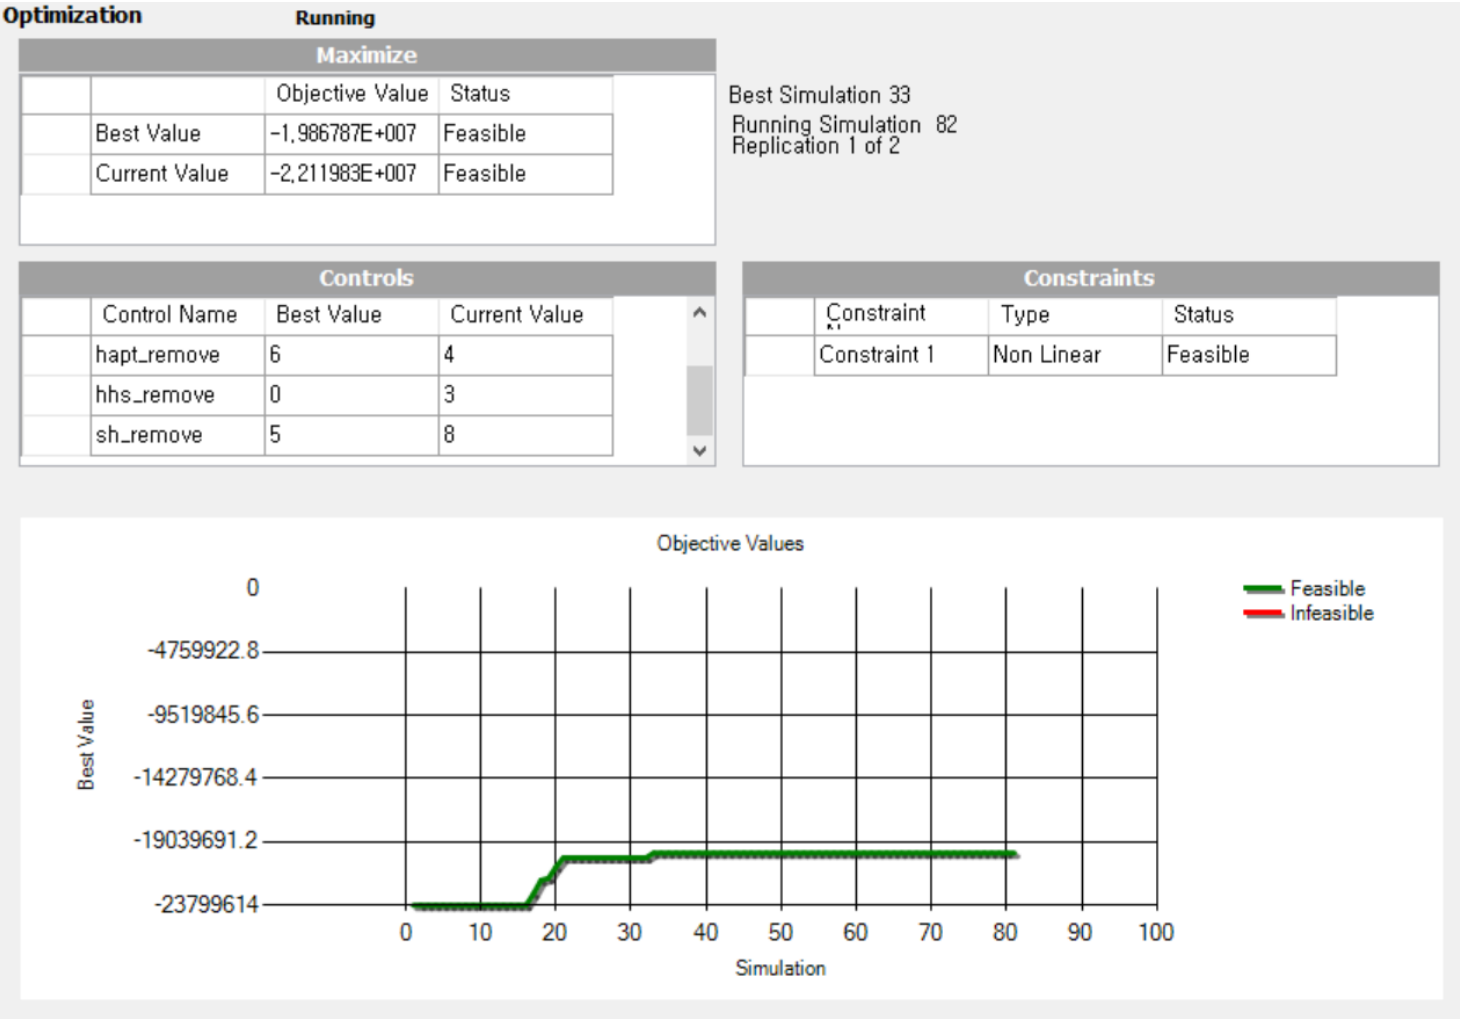 Optimization Running
Maximize
Objective Value Status
Best Value -1,986787E+007 Feasible
Current Value -2,211983E+007 Feasible
Best Simulation 33
Running Simulation 82
Replication 1 of 2
Controls
Control Name Best Value Current Value
hapt_remove 6 4
hhs_remove 0 3
sh_remove 5 8
Constraints
Constraint Type Status
Constraint 1 Non Linear Feasible
Objective Values
0
-4759922.8
-9519845.6
-14279768.4
-19039691.2
-23799614
Best Value
0 10 20 30 40 50 60 70 80 90 100
Simulation
Feasible
Infeasible